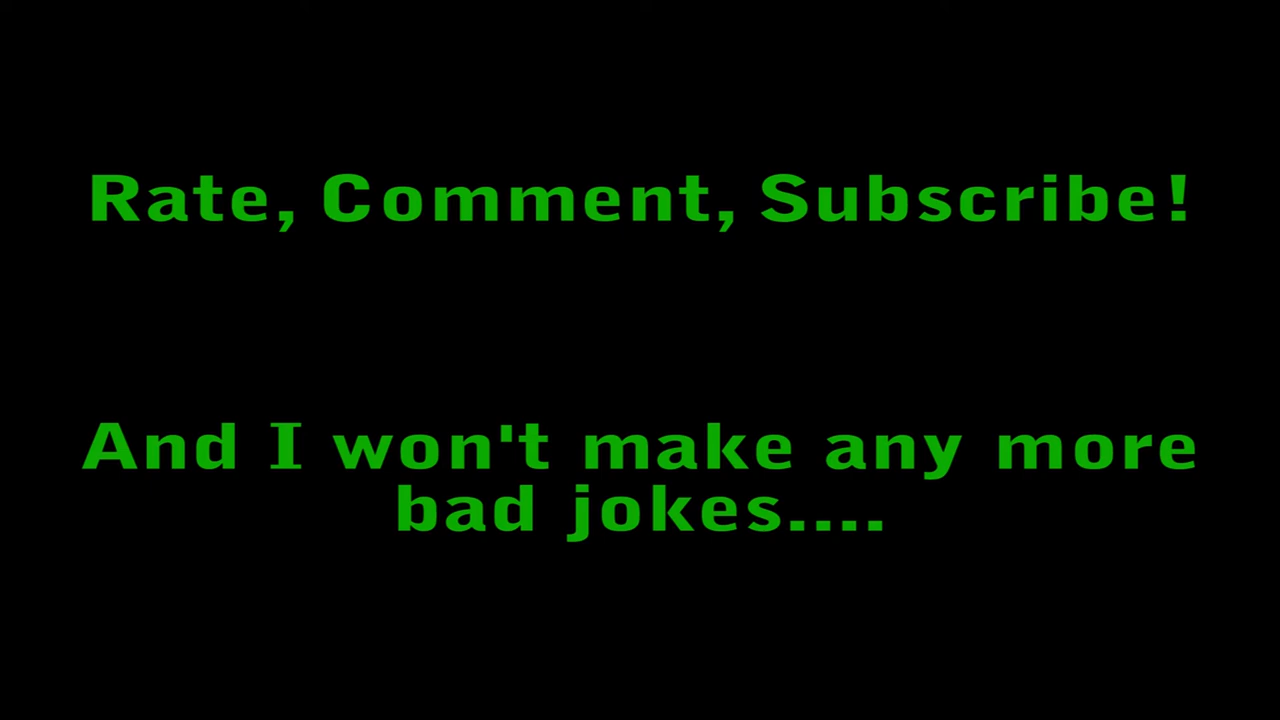 Rate, Comment, Subscribe!
And I won't make any more
bad jokes....